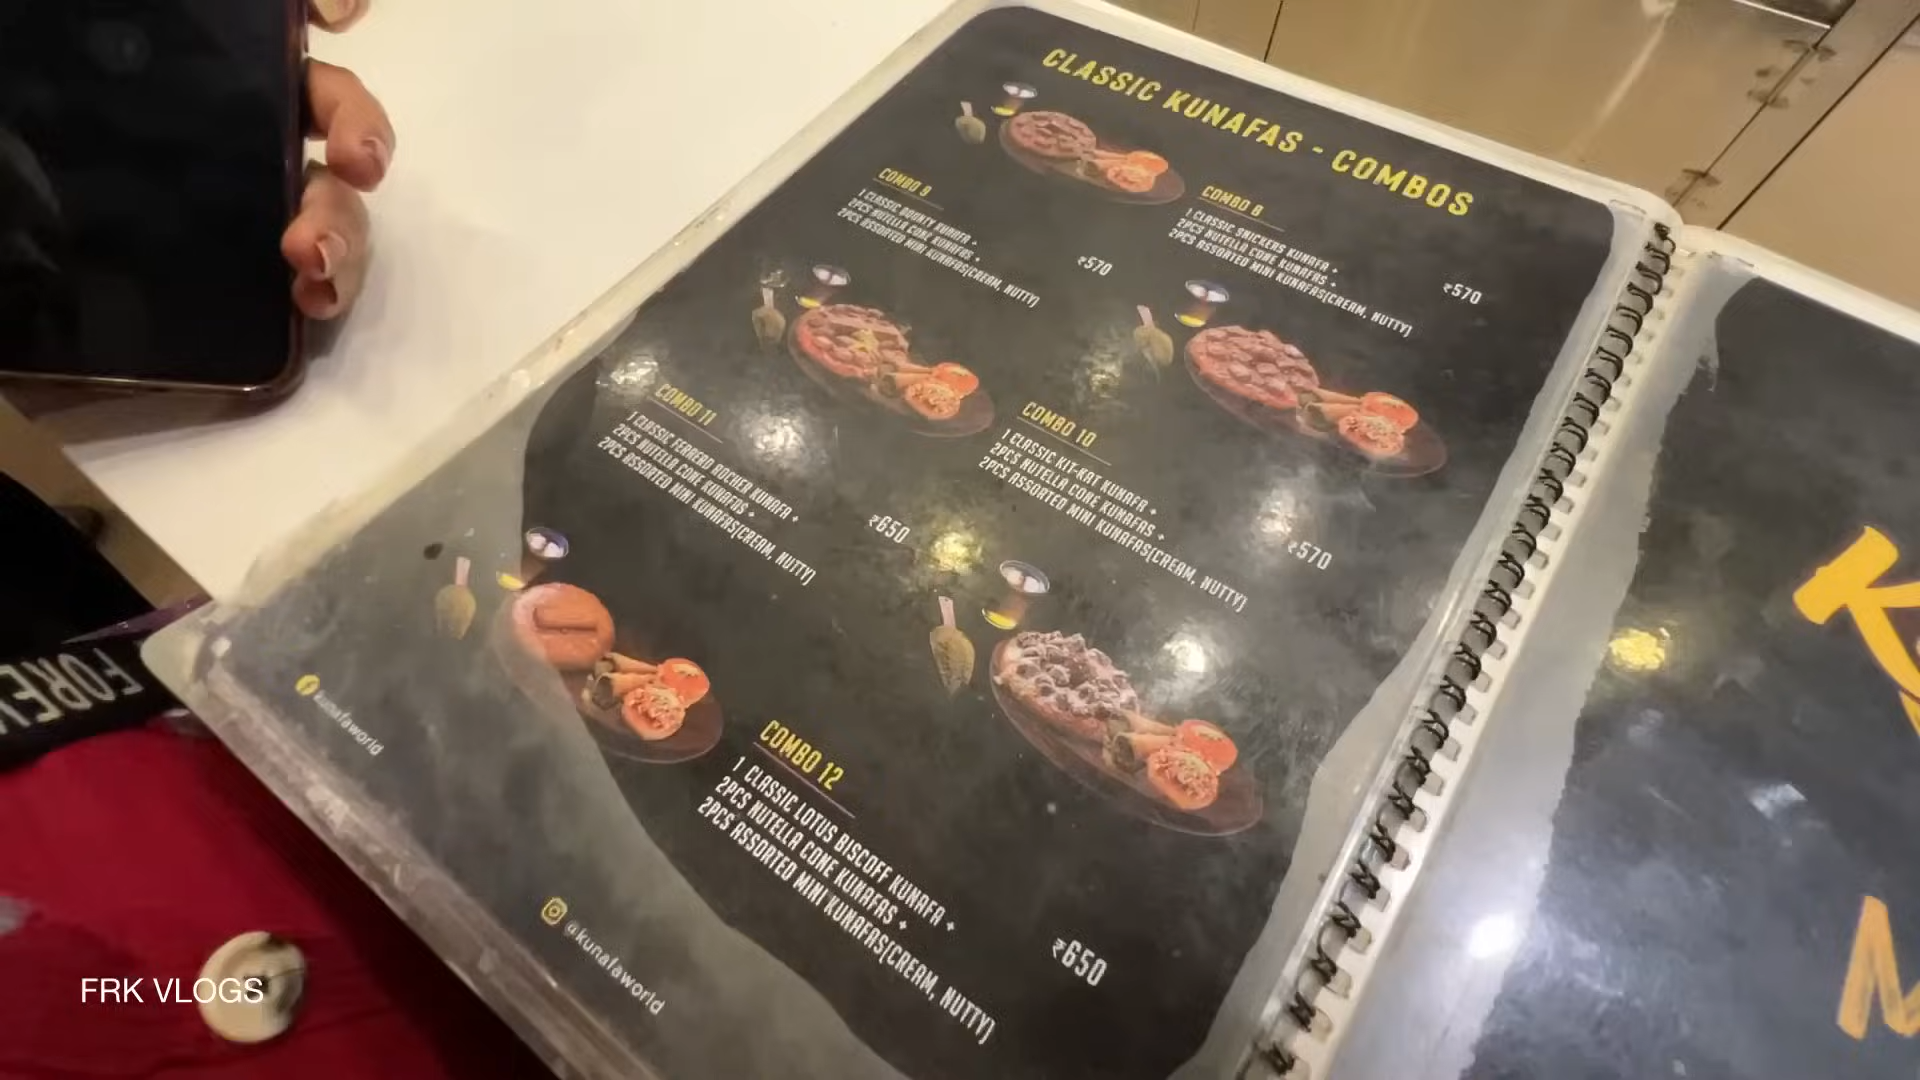 CLASSIC KUNAFAS - COMBOS
COMBO 9
1 CLASSIC BOUNTY KUNAFA +
2PCS NUTELLA CONE KUNAFAS +
2PCS ASSORTED MINI KUNAFAS(CREAM, NUTTY)
₹570
COMBO 8
1 CLASSIC SNICKERS KUNAFA +
2PCS NUTELLA CONE KUNAFAS +
2PCS ASSORTED MINI KUNAFAS(CREAM, NUTTY)
₹570
COMBO 11
1 CLASSIC FERRERO ROCHER KUNAFA +
2PCS NUTELLA CONE KUNAFAS +
2PCS ASSORTED MINI KUNAFAS(CREAM, NUTTY)
₹650
COMBO 10
1 CLASSIC KIT-KAT KUNAFA +
2PCS NUTELLA CONE KUNAFAS +
2PCS ASSORTED MINI KUNAFAS(CREAM, NUTTY)
₹570
COMBO 12
1 CLASSIC LOTUS BISCOFF KUNAFA +
2PCS NUTELLA CONE KUNAFAS +
2PCS ASSORTED MINI KUNAFAS(CREAM, NUTTY)
₹650
kunafaworld
@kunafaworld
FRK VLOGS